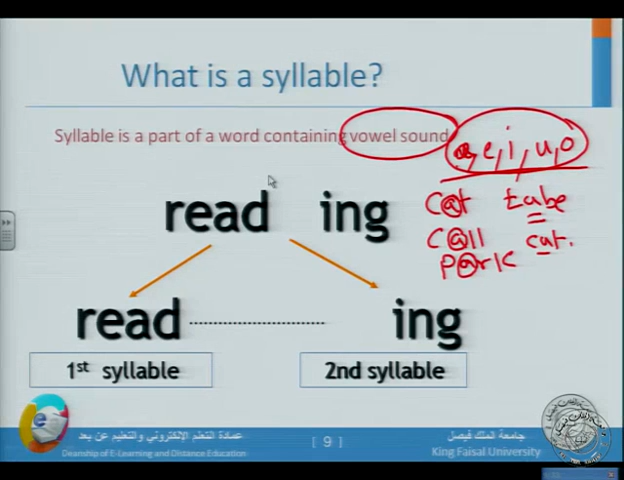 What is a syllable?
Syllable is a part of a word containing vowel sound
a, e, i, u, o
read ing
cat
tube
call
cut.
park
read ing
1st syllable
2nd syllable
عمادة التعلم الإلكتروني والتعليم عن بعد
Deanship of E-Learning and Distance Education
[ 9 ]
جامعة الملك فيصل
King Faisal University